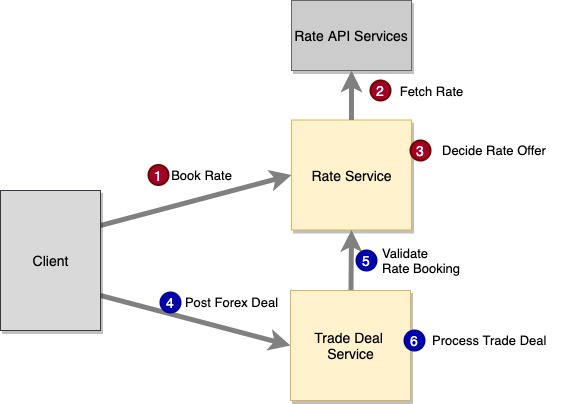 Rate API Services
2 Fetch Rate
3 Decide Rate Offer
1 Book Rate
Rate Service
Client
5 Validate
Rate Booking
4 Post Forex Deal
Trade Deal
Service
6 Process Trade Deal